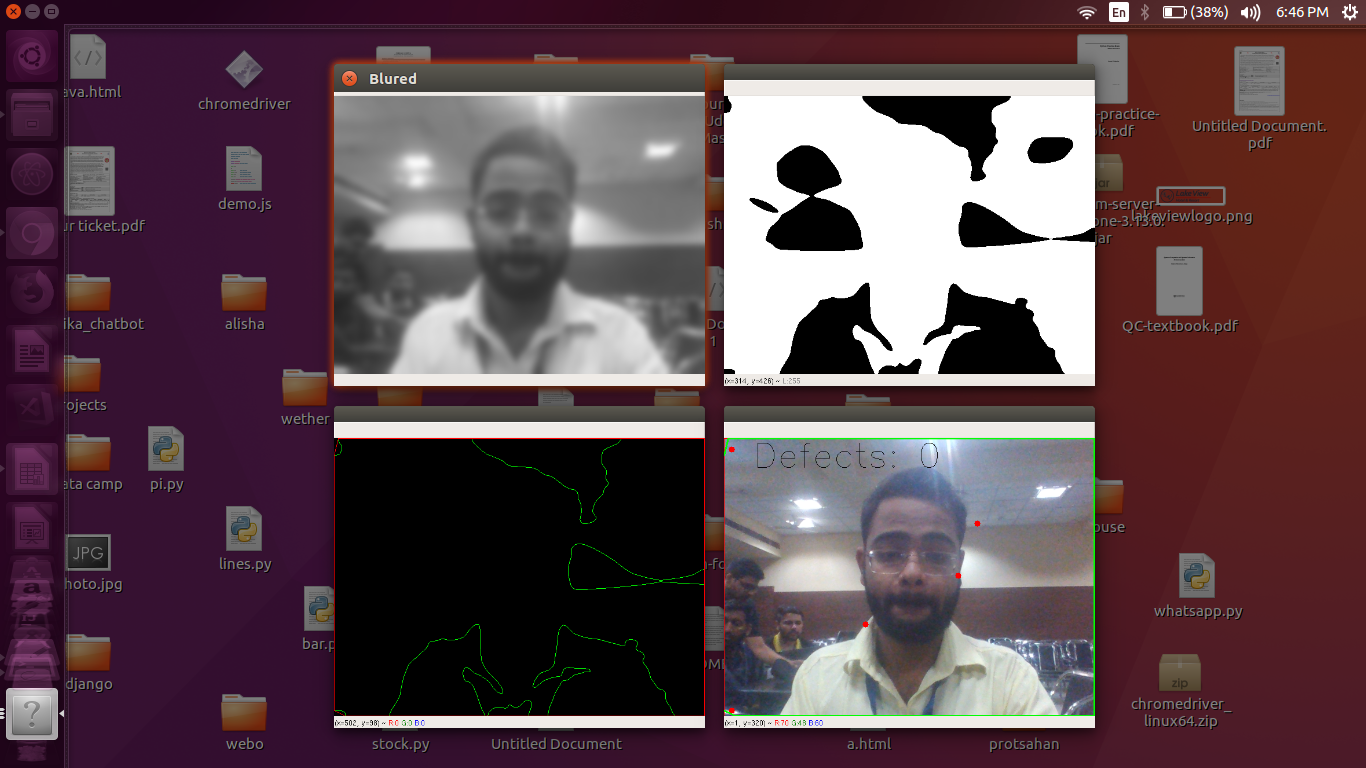 En
(38%)
6:46 PM
ava.html
chromedriver
ur ticket.pdf
demo.js
ika_chatbot
alisha
rojects
wether
ata camp
pi.py
JPG
hoto.jpg
lines.py
bar.p
django
webo
stock.py
Untitled Document
a.html
protsahan
Blured
(x=314, y=426) ~ L:255
(x=502, y=98) ~ R:0 G:0 B:0
Defects: 0
(x=1, y=320) ~ R:70 G:48 B:60
-practice-
k.pdf
Untitled Document.
pdf
m-server-
one-3.13.0.
jar
lakeviewlogo.png
QC-textbook.pdf
ouse
whatsapp.py
zip
chromedriver_
linux64.zip